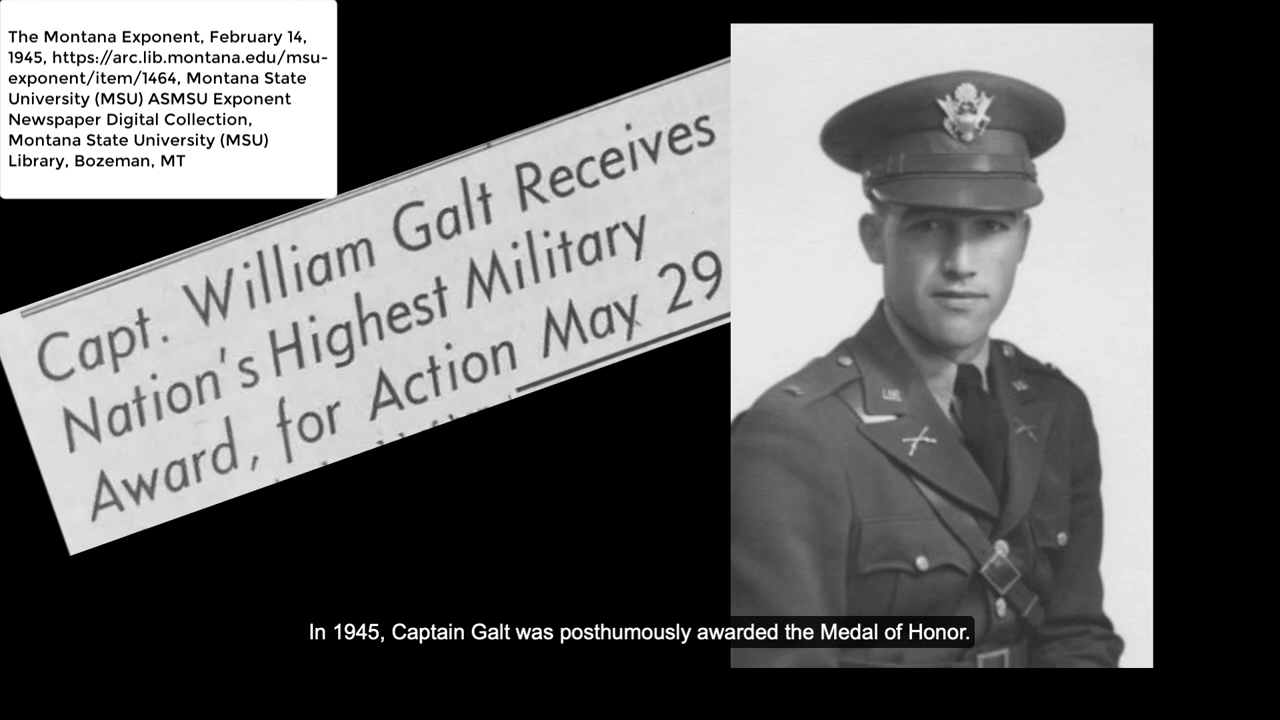 The Montana Exponent, February 14,
1945, https://arc.lib.montana.edu/msu-
exponent/item/1464, Montana State
University (MSU) ASMSU Exponent
Newspaper Digital Collection,
Montana State University (MSU)
Library, Bozeman, MT
Capt. William Galt Receives
Nation's Highest Military
Award, for Action May 29
In 1945, Captain Galt was posthumously awarded the Medal of Honor.